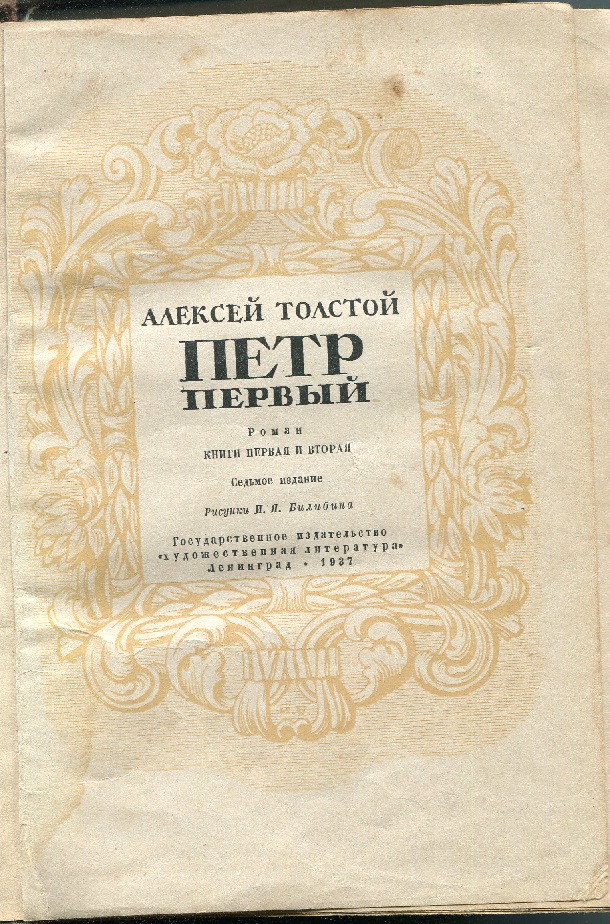 АЛЕКСЕЙ ТОЛСТОЙ
ПЕТР
ПЕРВЫЙ
Роман
КНИГИ ПЕРВАЯ И ВТОРАЯ
Седьмое издание
Рисунки И. Я. Билибина
Государственное издательство
«художественная литература»
Ленинград • 1937